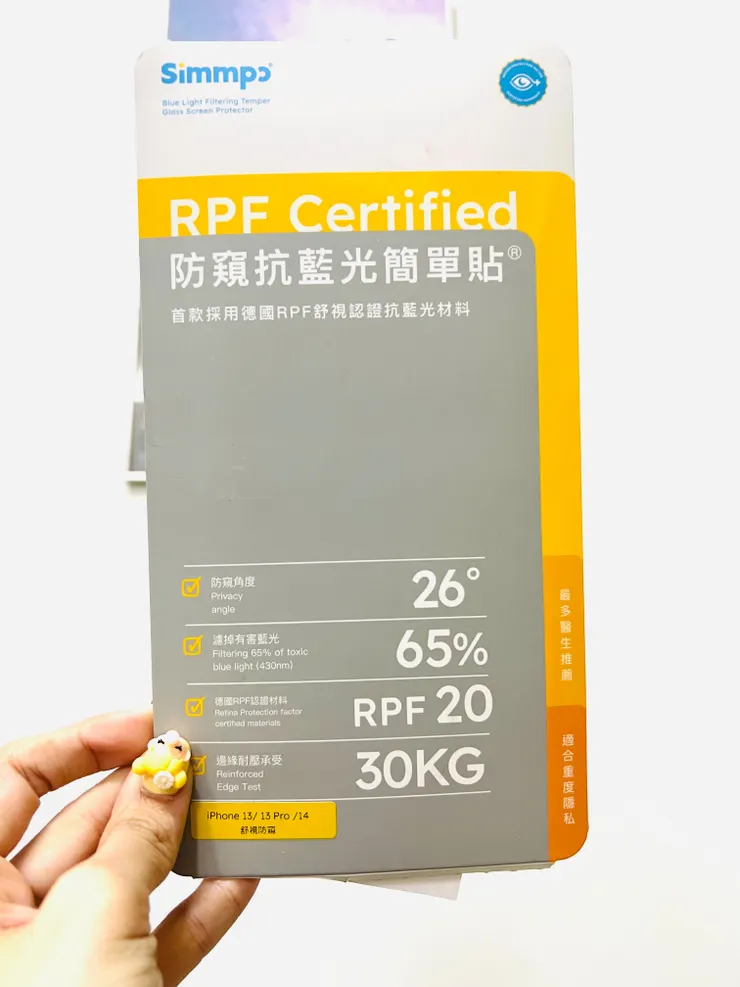 Simmpo®
Blue Light Filtering Temper
Glass Screen Protector
RPF Certified
防窺抗藍光簡單貼®
首款採用德國RPF舒視認證抗藍光材料
防窺角度
Privacy
angle
26°
濾掉有害藍光
Filtering 65% of toxic
blue light (430nm)
65%
德國RPF認證材料
Retina Protection factor
certified materials
RPF 20
邊緣耐壓承受
Reinforced
Edge Test
30KG
iPhone 13/ 13 Pro /14
舒視防窺
最多醫生推薦
適合重度隱私